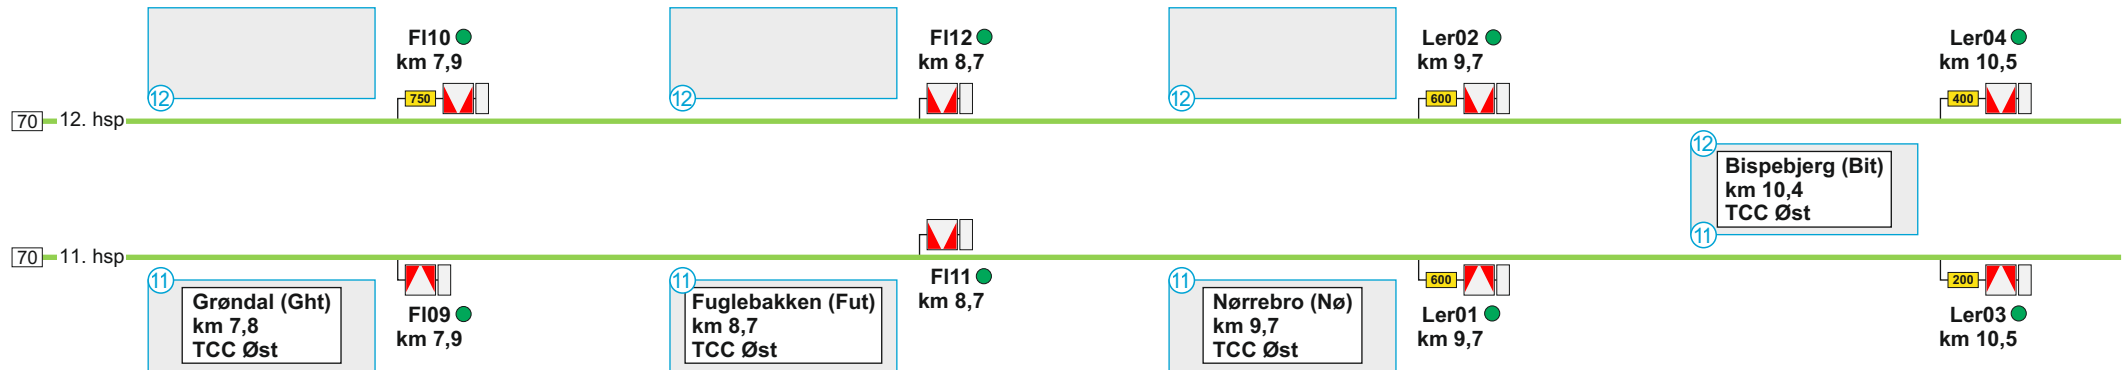 Fl10
km 7,9
Fl12
km 8,7
Ler02
km 9,7
Ler04
km 10,5
12
750
12
12
600
400
70 12. hsp
12
Bispebjerg (Bit)
km 10,4
TCC Øst
11
70 11. hsp
11
Grøndal (Ght)
km 7,8
TCC Øst
Fl09
km 7,9
11
Fuglebakken (Fut)
km 8,7
TCC Øst
Fl11
km 8,7
11
Nørrebro (Nø)
km 9,7
TCC Øst
600
Ler01
km 9,7
200
Ler03
km 10,5